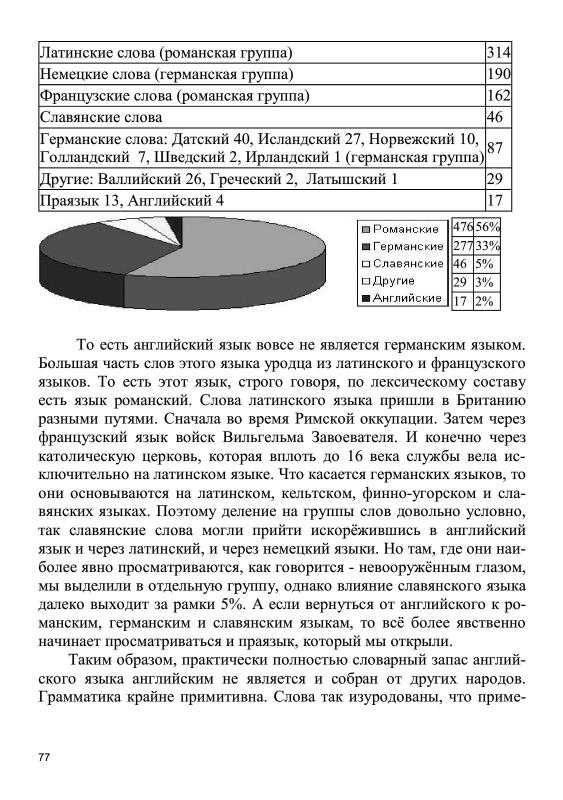 Латинские слова (романская группа) 314
Немецкие слова (германская группа) 190
Французские слова (романская группа) 162
Славянские слова 46
Германские слова: Датский 40, Исландский 27, Норвежский 10,
Голландский 7, Шведский 2, Ирландский 1 (германская группа) 87
Другие: Валлийский 26, Греческий 2, Латышский 1 29
Праязык 13, Английский 4 17
Романские 476 56%
Германские 277 33%
Славянские 46 5%
Другие 29 3%
Английские 17 2%
То есть английский язык вовсе не является германским языком.
Большая часть слов этого языка уродца из латинского и французского
языков. То есть этот язык, строго говоря, по лексическому составу
есть язык романский. Слова латинского языка пришли в Британию
разными путями. Сначала во время Римской оккупации. Затем через
французский язык войск Вильгельма Завоевателя. И конечно через
католическую церковь, которая вплоть до 16 века службы вела ис-
ключительно на латинском языке. Что касается германских языков, то
они основываются на латинском, кельтском, финно-угорском и сла-
вянских языках. Поэтому деление на группы слов довольно условно,
так славянские слова могли прийти искорёжившись в английский
язык и через латинский, и через немецкий языки. Но там, где они наи-
более явно просматриваются, как говорится - невооружённым глазом,
мы выделили в отдельную группу, однако влияние славянского языка
далеко выходит за рамки 5%. А если вернуться от английского к ро-
манским, германским и славянским языкам, то всё более явственно
начинает просматриваться и праязык, который мы открыли.
Таким образом, практически полностью словарный запас англий-
ского языка английским не является и собран от других народов.
Грамматика крайне примитивна. Слова так изуродованы, что приме-
77